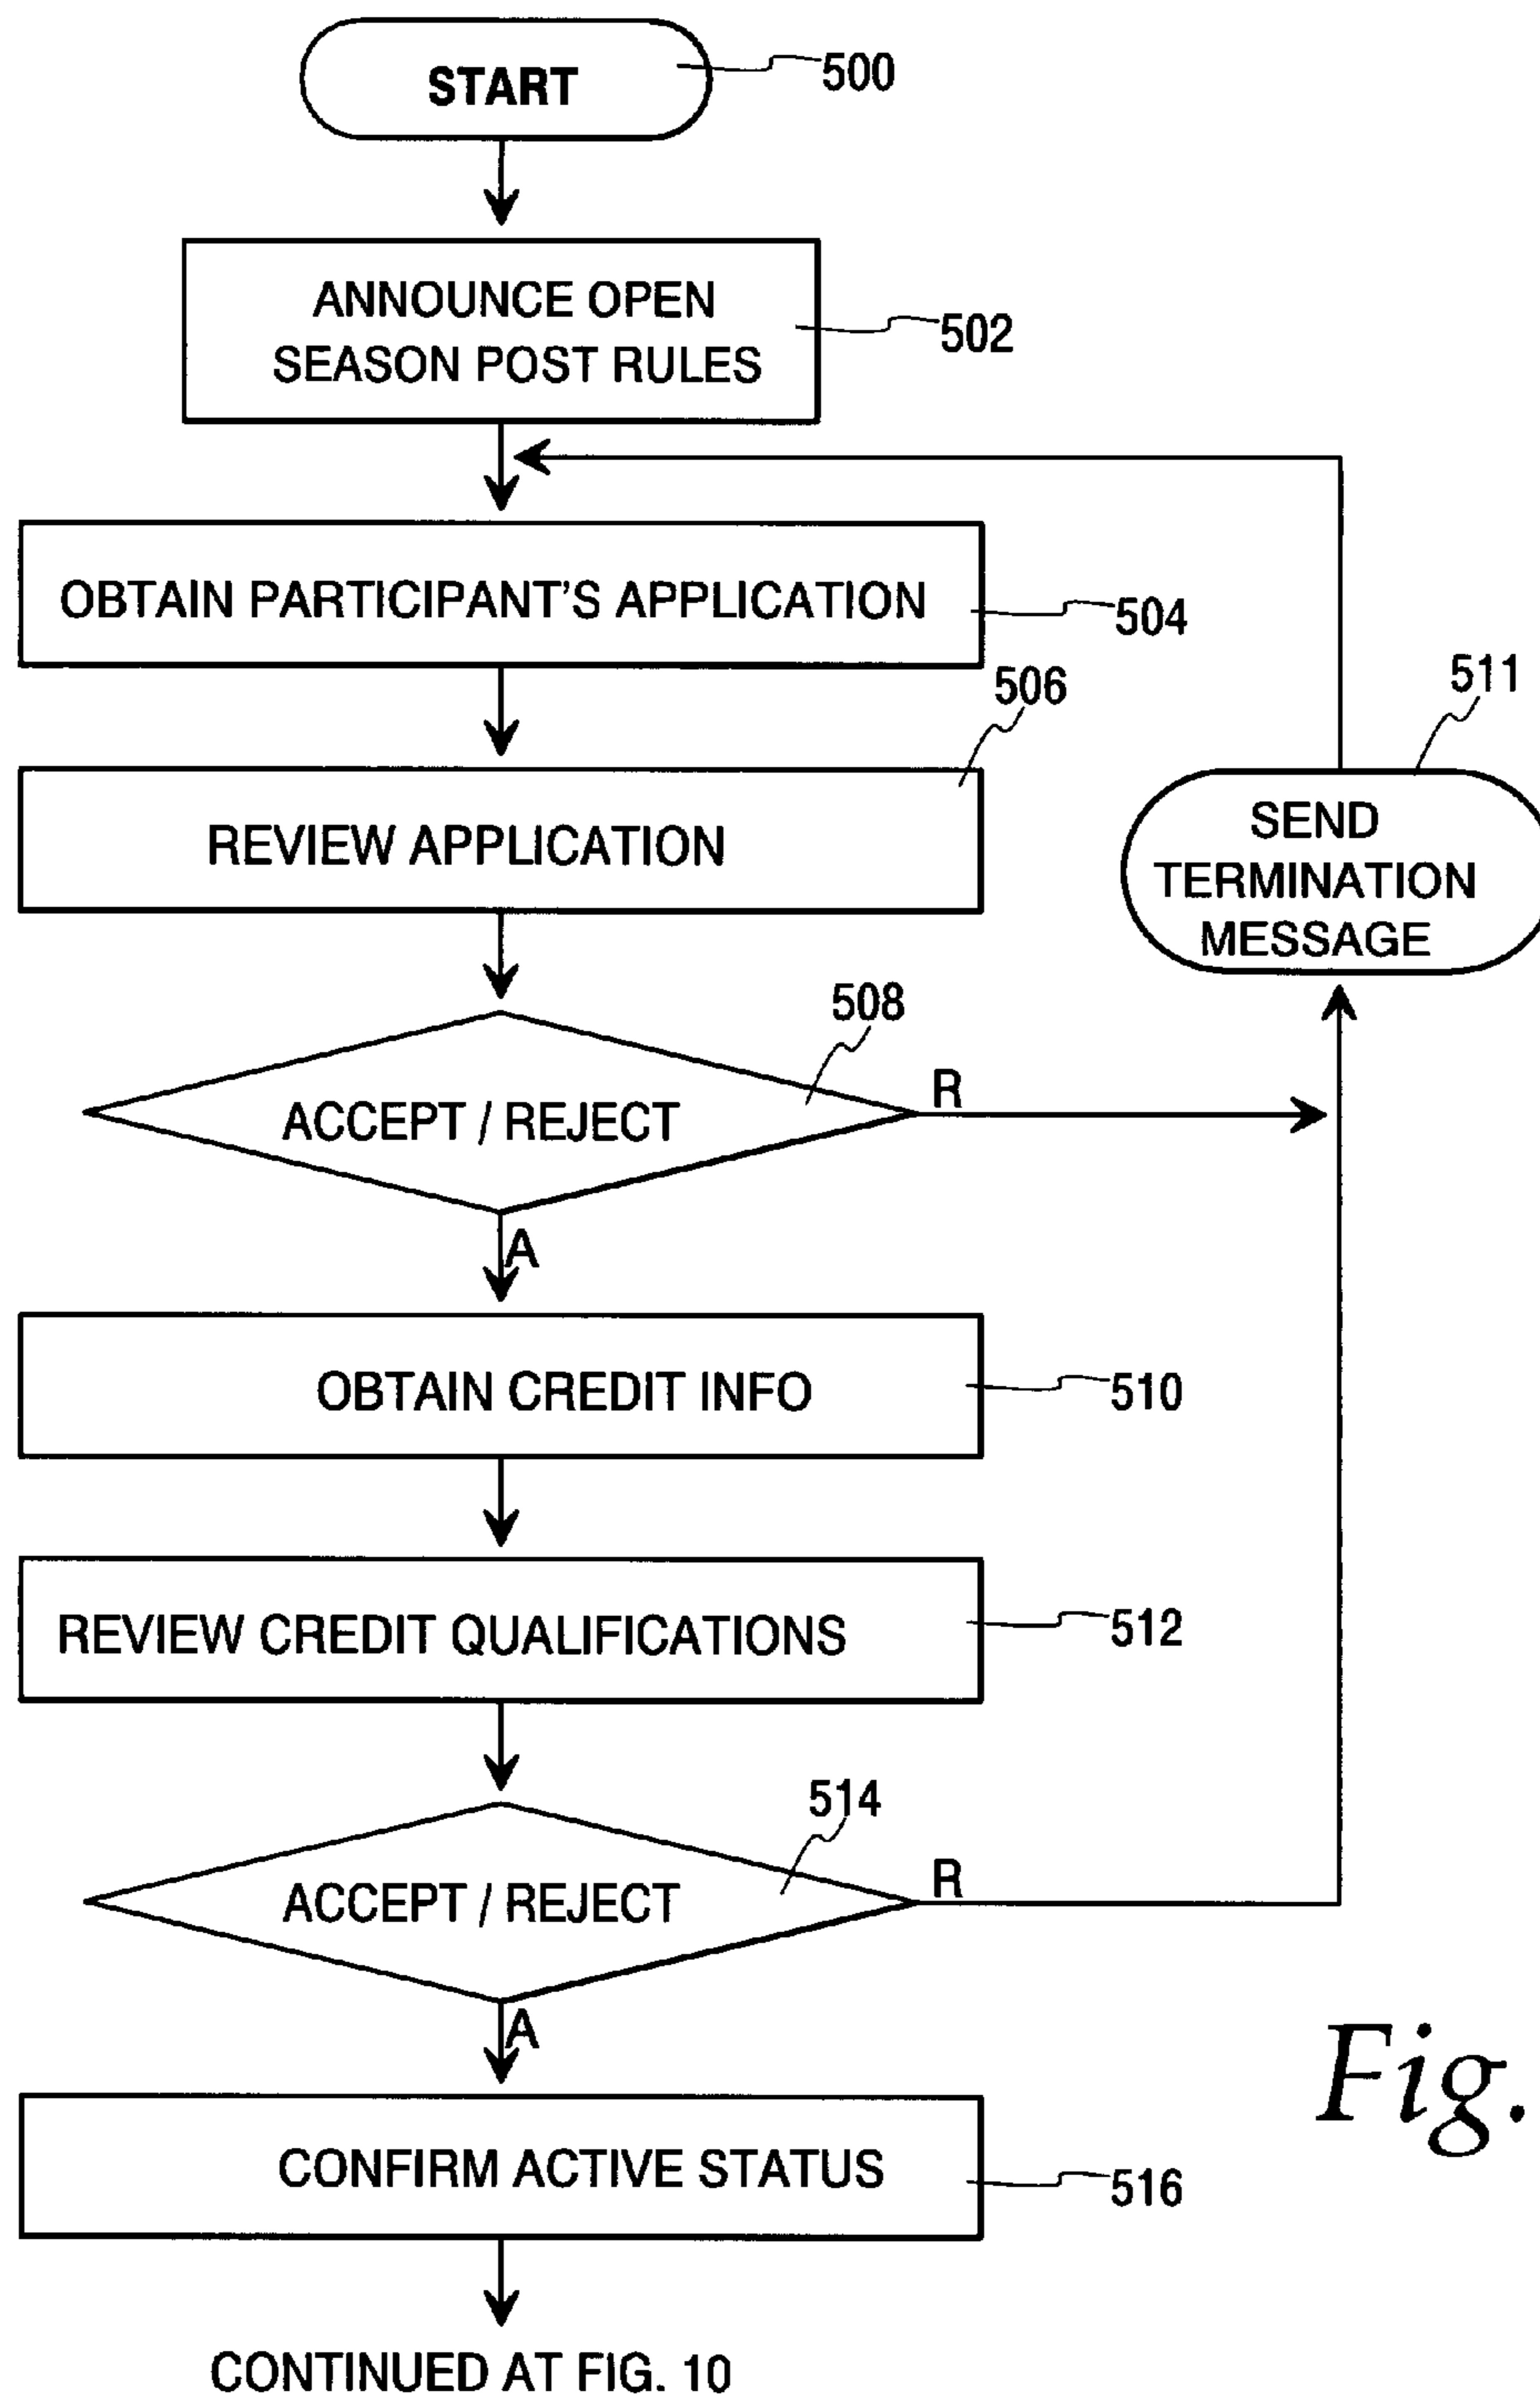 START
500
ANNOUNCE OPEN
SEASON POST RULES
502
OBTAIN PARTICIPANT'S APPLICATION
504
506
511
REVIEW APPLICATION
SEND
TERMINATION
MESSAGE
508
ACCEPT / REJECT
R
A
OBTAIN CREDIT INFO
510
REVIEW CREDIT QUALIFICATIONS
512
514
ACCEPT / REJECT
R
A
Fig.
CONFIRM ACTIVE STATUS
516
CONTINUED AT FIG. 10